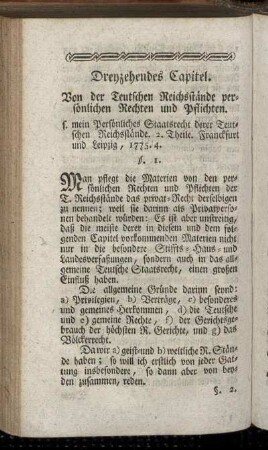 Dreyzehendes Capitel.
Von der Teutschen Reichsstände per-
sönlichen Rechten und Pflichten.
s. mein Persönliches Staatsrecht derer Teut-
schen Reichsstände. 2. Theile. Franckfurt
und Leipzig, 1775. 4.
§. 1.
Man pflegt die Materien von den per-
sönlichen Rechten und Pflichten der
T. Reichsstände das privat-Recht derselbigen
zu nennen; weil sie darinn als Privatperso-
nen behandelt würden: Es ist aber unstreitig,
daß die meiste derer in diesem und dem fol-
genden Capitel vorkommenden Materien nicht
nur in die besondere Stiffts-Haus- und
Landesverfassungen, sondern auch in das all-
gemeine Teutsche Staatsrecht, einen großen
Einfluß haben.
Die allgemeine Gründe darinn seynd:
a) Privilegien, b) Verträge, c) besonderes
und gemeines Herkommen, d) die Teutsche
und e) gemeine Rechte, f) der Gerichtsge-
brauch der höchsten R. Gerichte, und g) das
Völckerrecht.
Da wir a) geist- und b) weltliche R. Stän-
de haben; so will ich erstlich von jeder Gat-
tung insbesondere, so dann aber von bey-
den zusammen, reden.
§. 2.